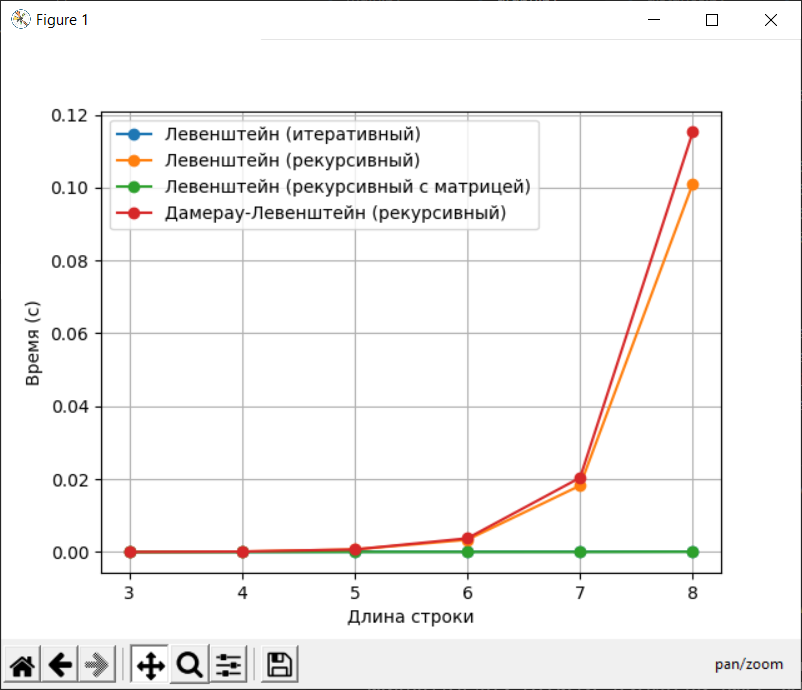 Figure 1
0.12
0.10
0.08
0.06
0.04
0.02
0.00
Время (с)
Левенштейн (итеративный)
Левенштейн (рекурсивный)
Левенштейн (рекурсивный с матрицей)
Дамерау-Левенштейн (рекурсивный)
3 4 5 6 7 8
Длина строки
pan/zoom